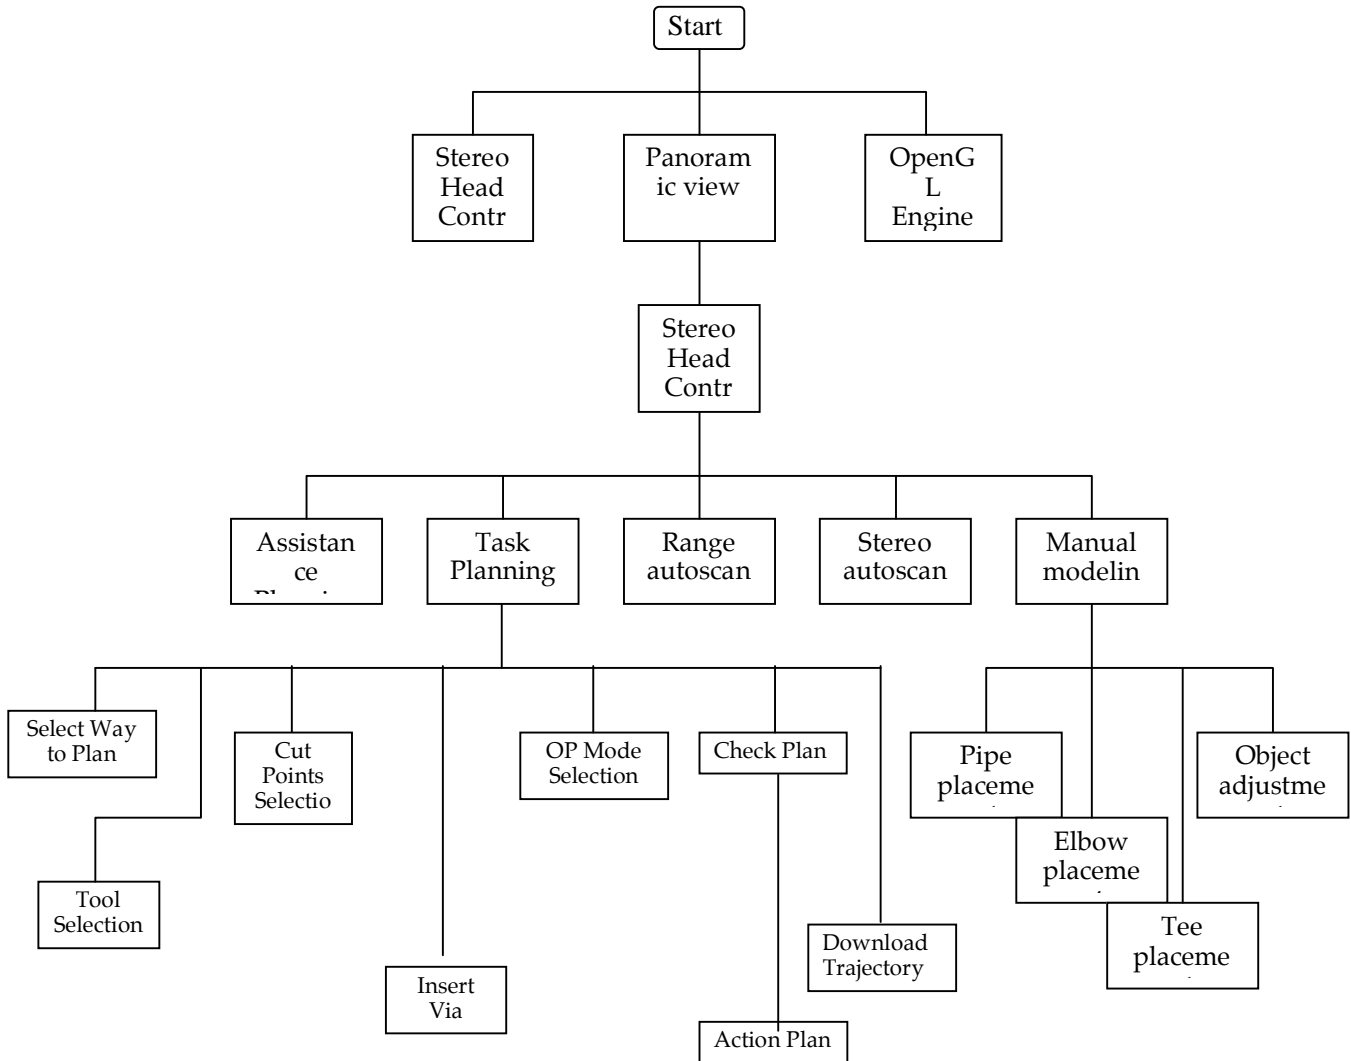 Start
Stereo
Head
Contr
Panoram
ic view
OpenG
L
Engine
Stereo
Head
Contr
Assistan
ce
Task
Planning
Range
autoscan
Stereo
autoscan
Manual
modelin
Select Way
to Plan
Cut
Points
Selectio
OP Mode
Selection
Check Plan
Pipe
placeme
Object
adjustme
Elbow
placeme
Tool
Selection
Tee
placeme
Download
Trajectory
Insert
Via
Action Plan